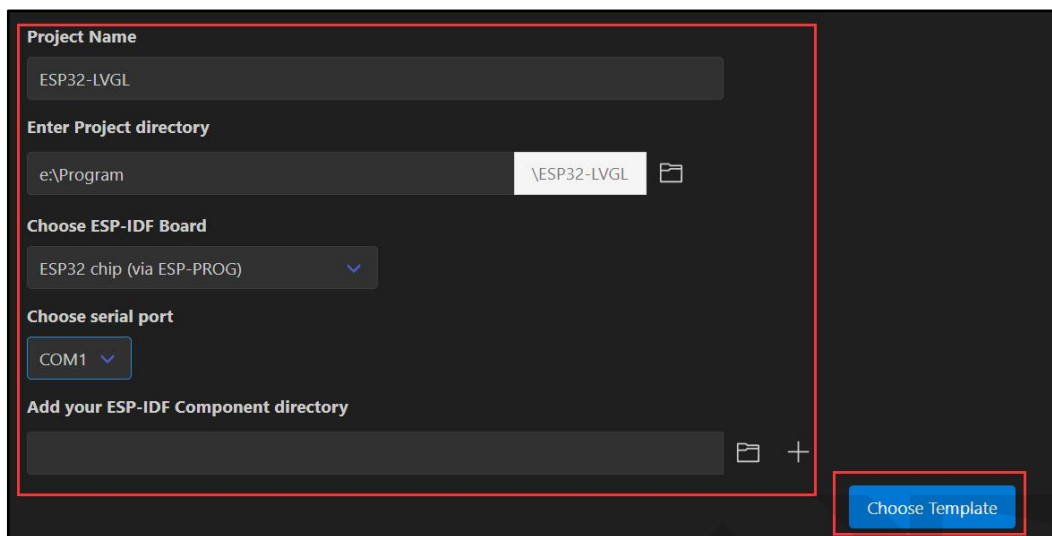 Project Name
ESP32-LVGL
Enter Project directory
e:\Program \ESP32-LVGL
Choose ESP-IDF Board
ESP32 chip (via ESP-PROG)
Choose serial port
COM1
Add your ESP-IDF Component directory
Choose Template